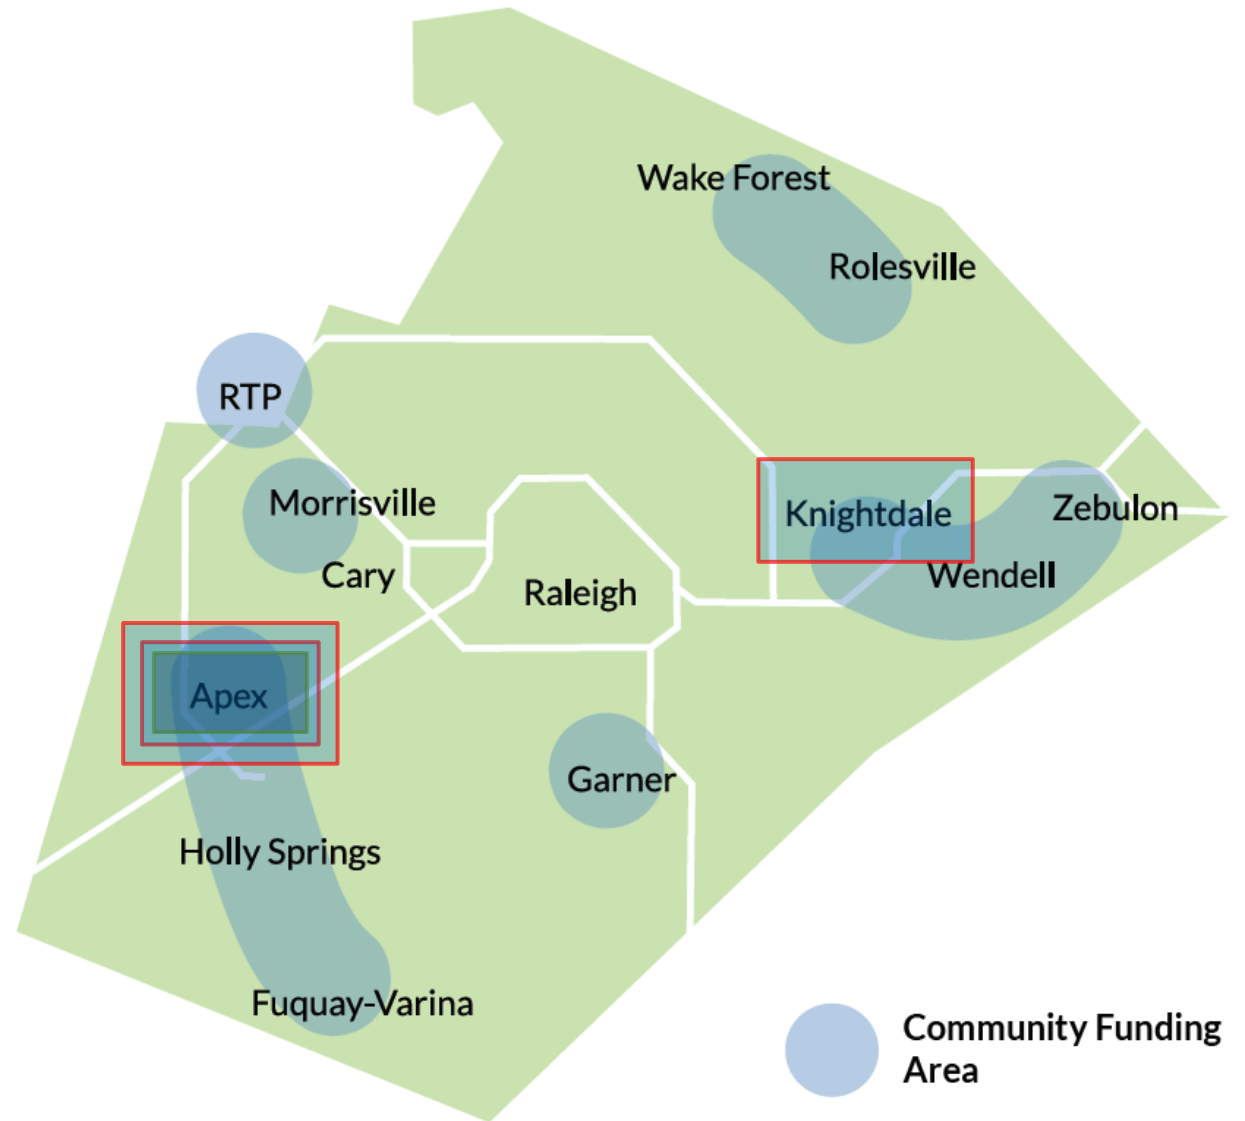 Wake Forest
Rolesville
RTP
Morrisville
Knightdale
Zebulon
Cary
Wendell
Raleigh
Apex
Garner
Holly Springs
Fuquay-Varina
Community Funding
Area